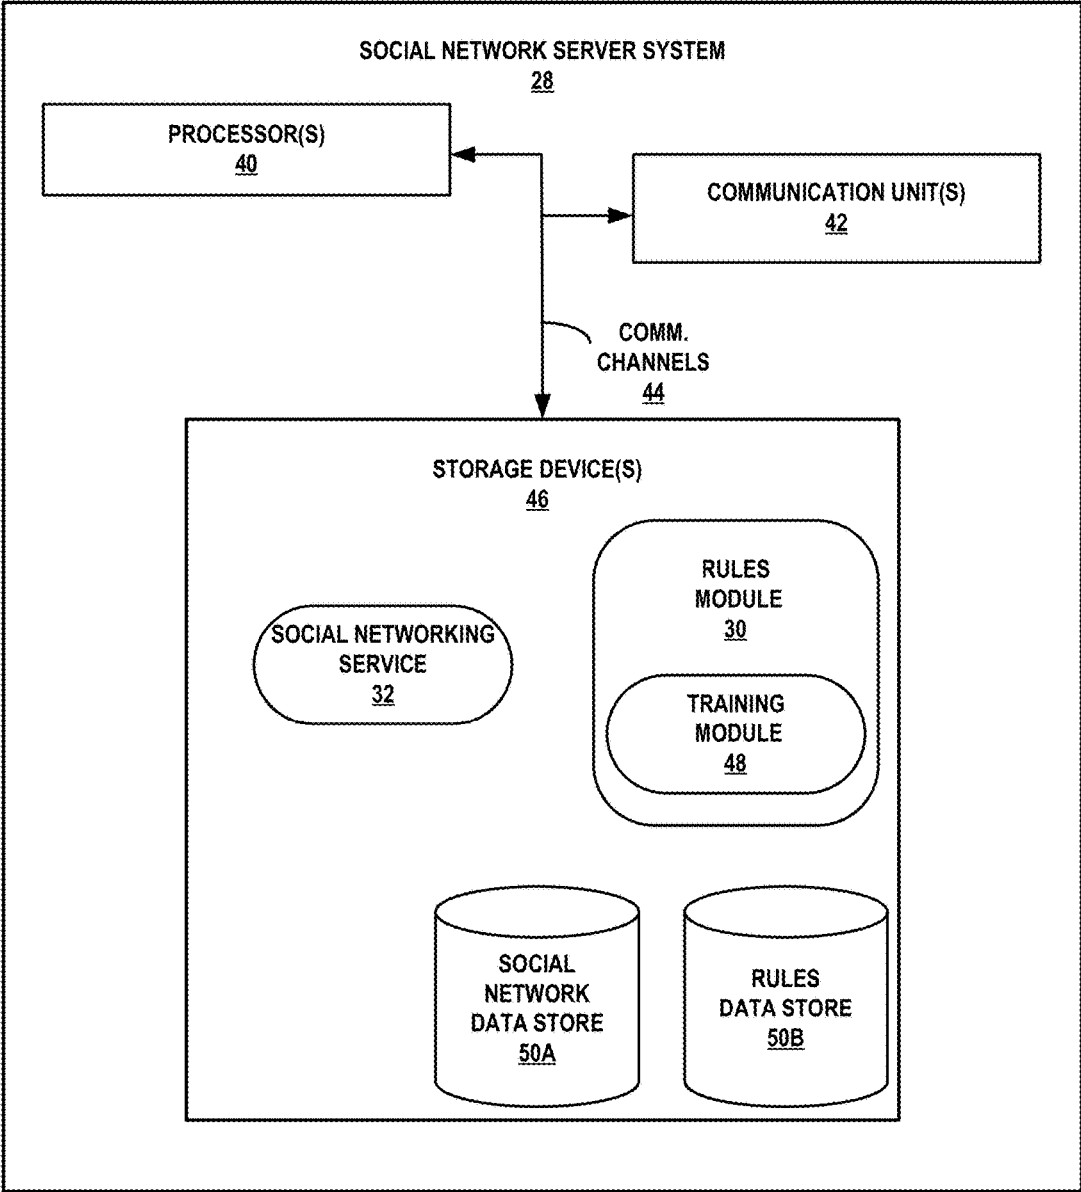 SOCIAL NETWORK SERVER SYSTEM
28
PROCESSOR(S)
40
COMMUNICATION UNIT(S)
42
COMM.
CHANNELS
44
STORAGE DEVICE(S)
46
RULES
MODULE
30
SOCIAL NETWORKING
SERVICE
32
TRAINING
MODULE
48
SOCIAL
NETWORK
DATA STORE
50A
RULES
DATA STORE
50B